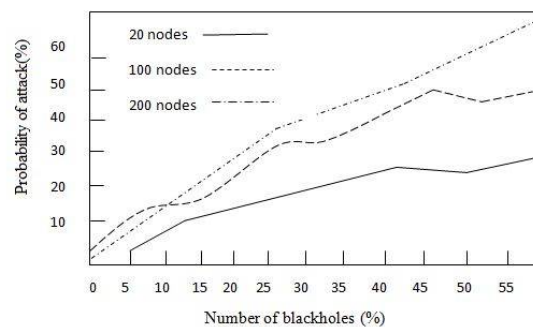 20 nodes
100 nodes
200 nodes
Probability of attack(%)
60
50
40
30
20
10
0 5 10 15 20 25 30 35 40 45 50 55
Number of blackholes (%)